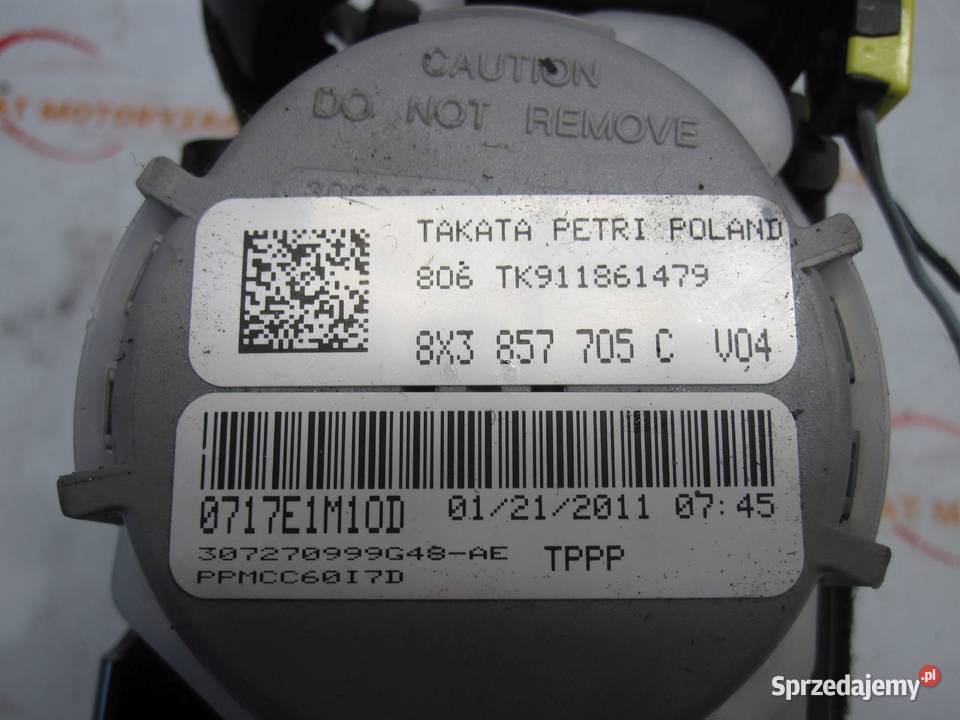 CAUTION
DO NOT REMOVE
TAKATA PETRI POLAND
806 TK911861479
8X3 857 705 C V04
0717E1M10D 01/21/2011 07:45
307270999G48-AE TPPP
PPMCC60I7D
Sprzedajemy.pl